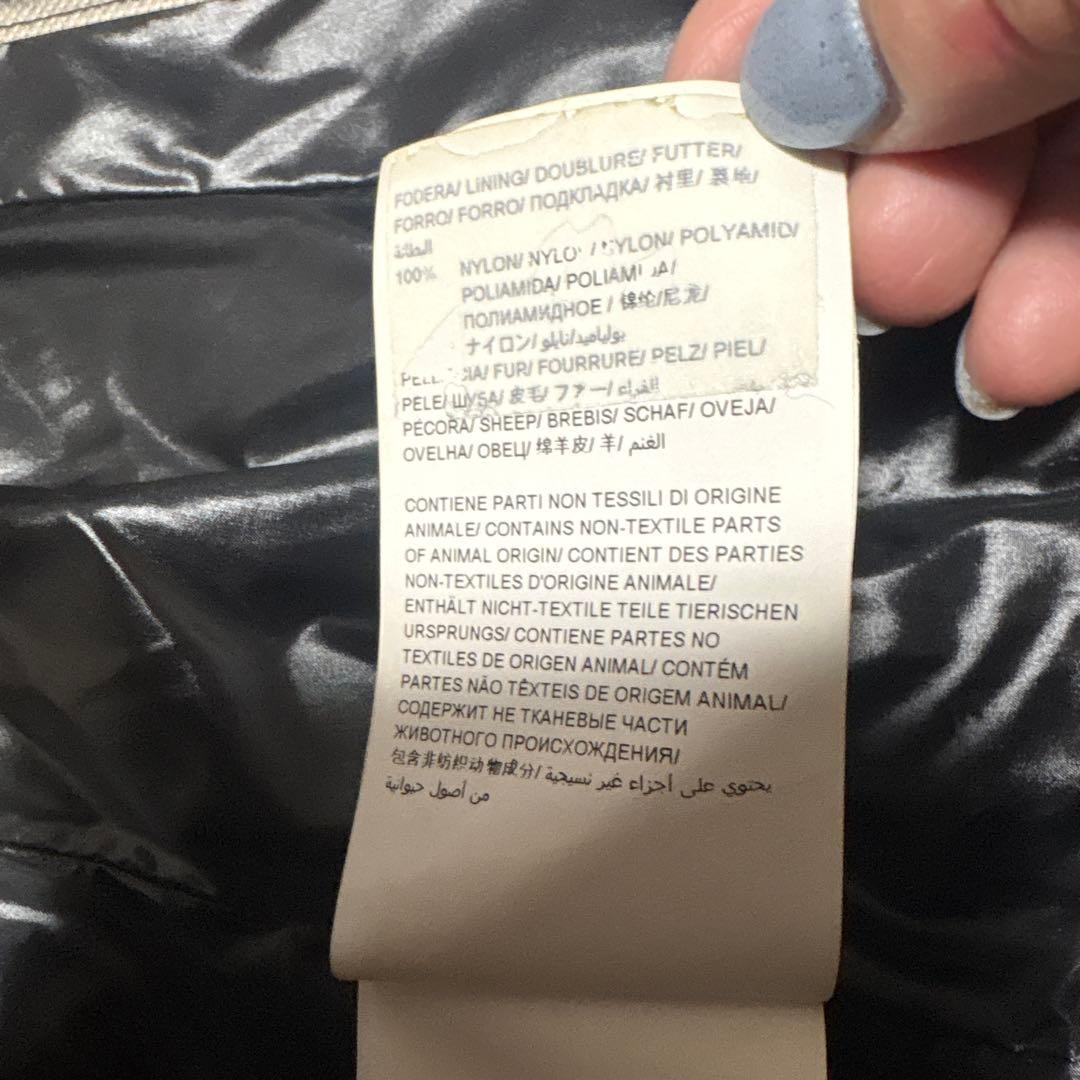 FODERA/ LINING/ DOUBLURE/ FUTTER/
FORRO/ FORRO/ ПОДКЛАДКА/ 衬里/ 裏绘/
البطانة
100% NYLON/ NYLO / NYLON/ POLYAMID/
POLIAMIDA/ POLIAMI DA/
ПОЛИАМИДНОЕ / 锦纶/尼龙/
ナイロン/ بولياميد/نايلو
FUR/ FOURRURE/ PELZ/ PIEL/
PELE/ ШУБА/ 皮毛/ ファー/ الفراء
PECORA/ SHEEP/ BREBIS/ SCHAF/ OVEJA/
OVELHA/ ОВЕЦ/ 绵羊皮/ 羊/ الغنم
CONTIENE PARTI NON TESSILI DI ORIGINE
ANIMALE/ CONTAINS NON-TEXTILE PARTS
OF ANIMAL ORIGIN/ CONTIENT DES PARTIES
NON-TEXTILES D'ORIGINE ANIMALE/
ENTHÄLT NICHT-TEXTILE TEILE TIERISCHEN
URSPRUNGS/ CONTIENE PARTES NO
TEXTILES DE ORIGEN ANIMAL/ CONTÉM
PARTES NÃO TÊXTEIS DE ORIGEM ANIMAL/
СОДЕРЖИТ НЕ ТКАНЕВЫЕ ЧАСТИ
ЖИВОТНОГО ПРОИСХОЖДЕНИЯ/
包含非纺织动物成分/ يحتوي على أجزاء غير نسيجية
من أصول حيوانية